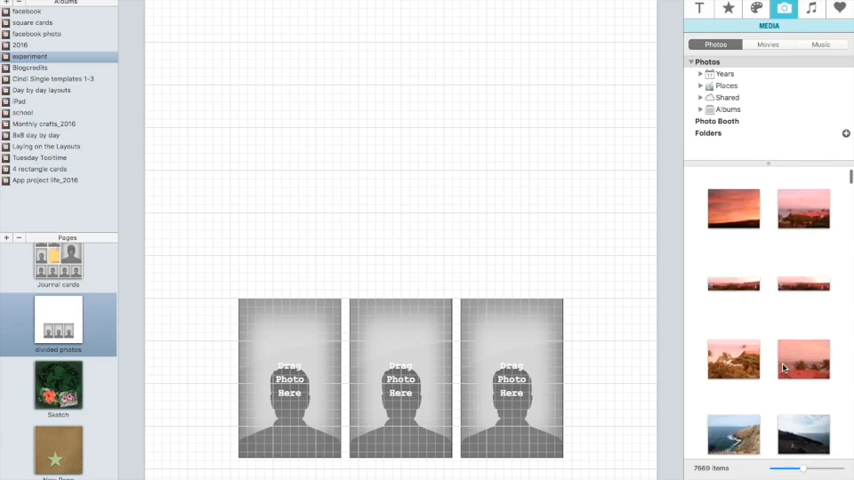 Albums
facebook
square cards
facebook photo
2016
experiment
Blogcredits
Cindi Single templates 1-3
Day by day layouts
iPad
school
Monthly crafts_2016
8x8 day by day
Laying on the Layouts
Tuesday Tooltime
4 rectangle cards
App project life_2016
Pages
Journal cards
divided photos
Sketch
New Page
Drag
Photo
Here
Drag
Photo
Here
Drag
Photo
Here
T
MEDIA
Photos Movies Music
Photos
Years
Places
Shared
Albums
Photo Booth
Folders
7669 items